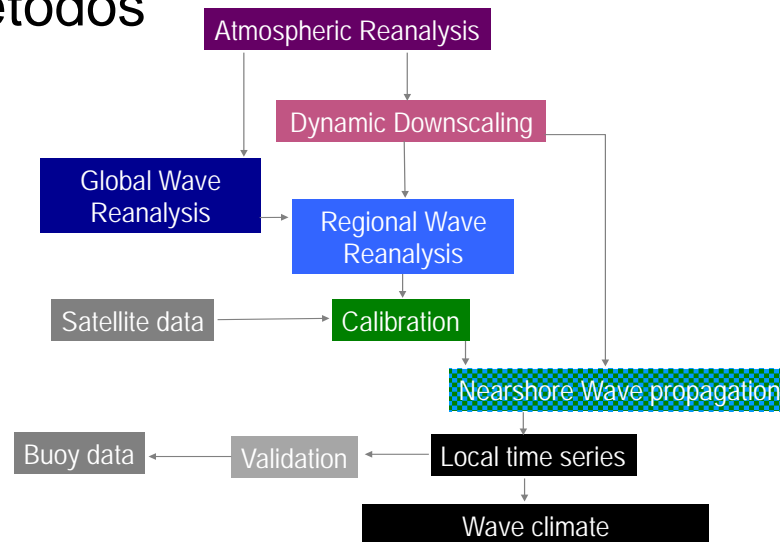 etodos
Atmospheric Reanalysis
Dynamic Downscaling
Global Wave
Reanalysis
Regional Wave
Reanalysis
Satellite data
Calibration
Nearshore Wave propagation
Buoy data
Validation
Local time series
Wave climate